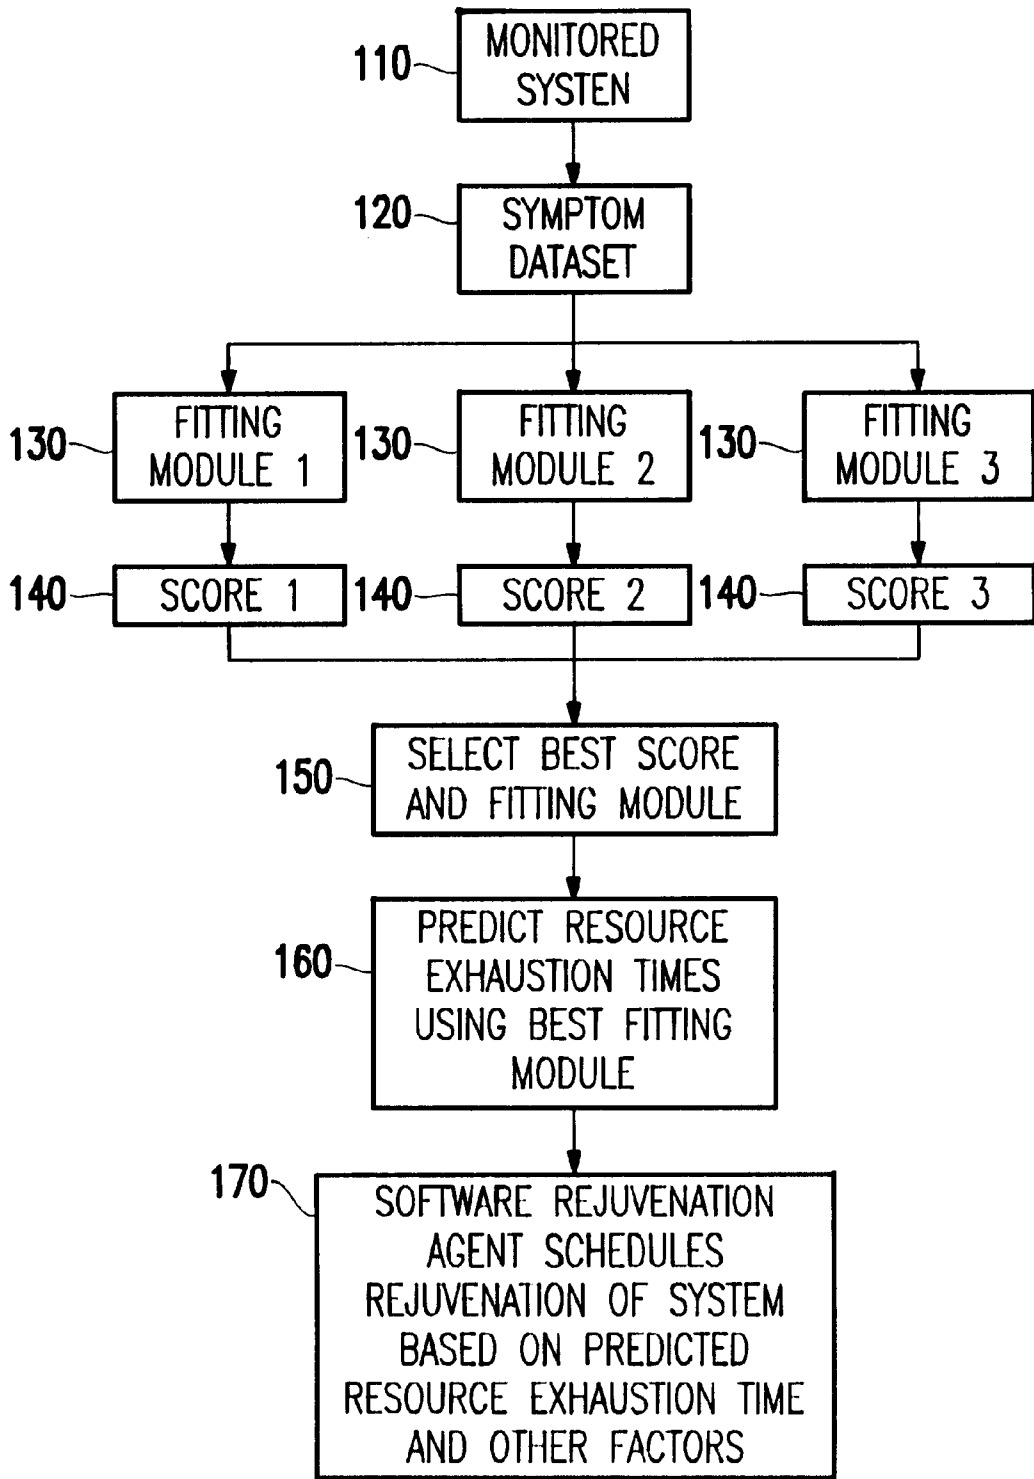 110
MONITORED
SYSTEN
120
SYMPTOM
DATASET
130
FITTING
MODULE 1
130
FITTING
MODULE 2
130
FITTING
MODULE 3
140
SCORE 1
140
SCORE 2
140
SCORE 3
150
SELECT BEST SCORE
AND FITTING MODULE
160
PREDICT RESOURCE
EXHAUSTION TIMES
USING BEST FITTING
MODULE
170
SOFTWARE REJUVENATION
AGENT SCHEDULES
REJUVENATION OF SYSTEM
BASED ON PREDICTED
RESOURCE EXHAUSTION TIME
AND OTHER FACTORS